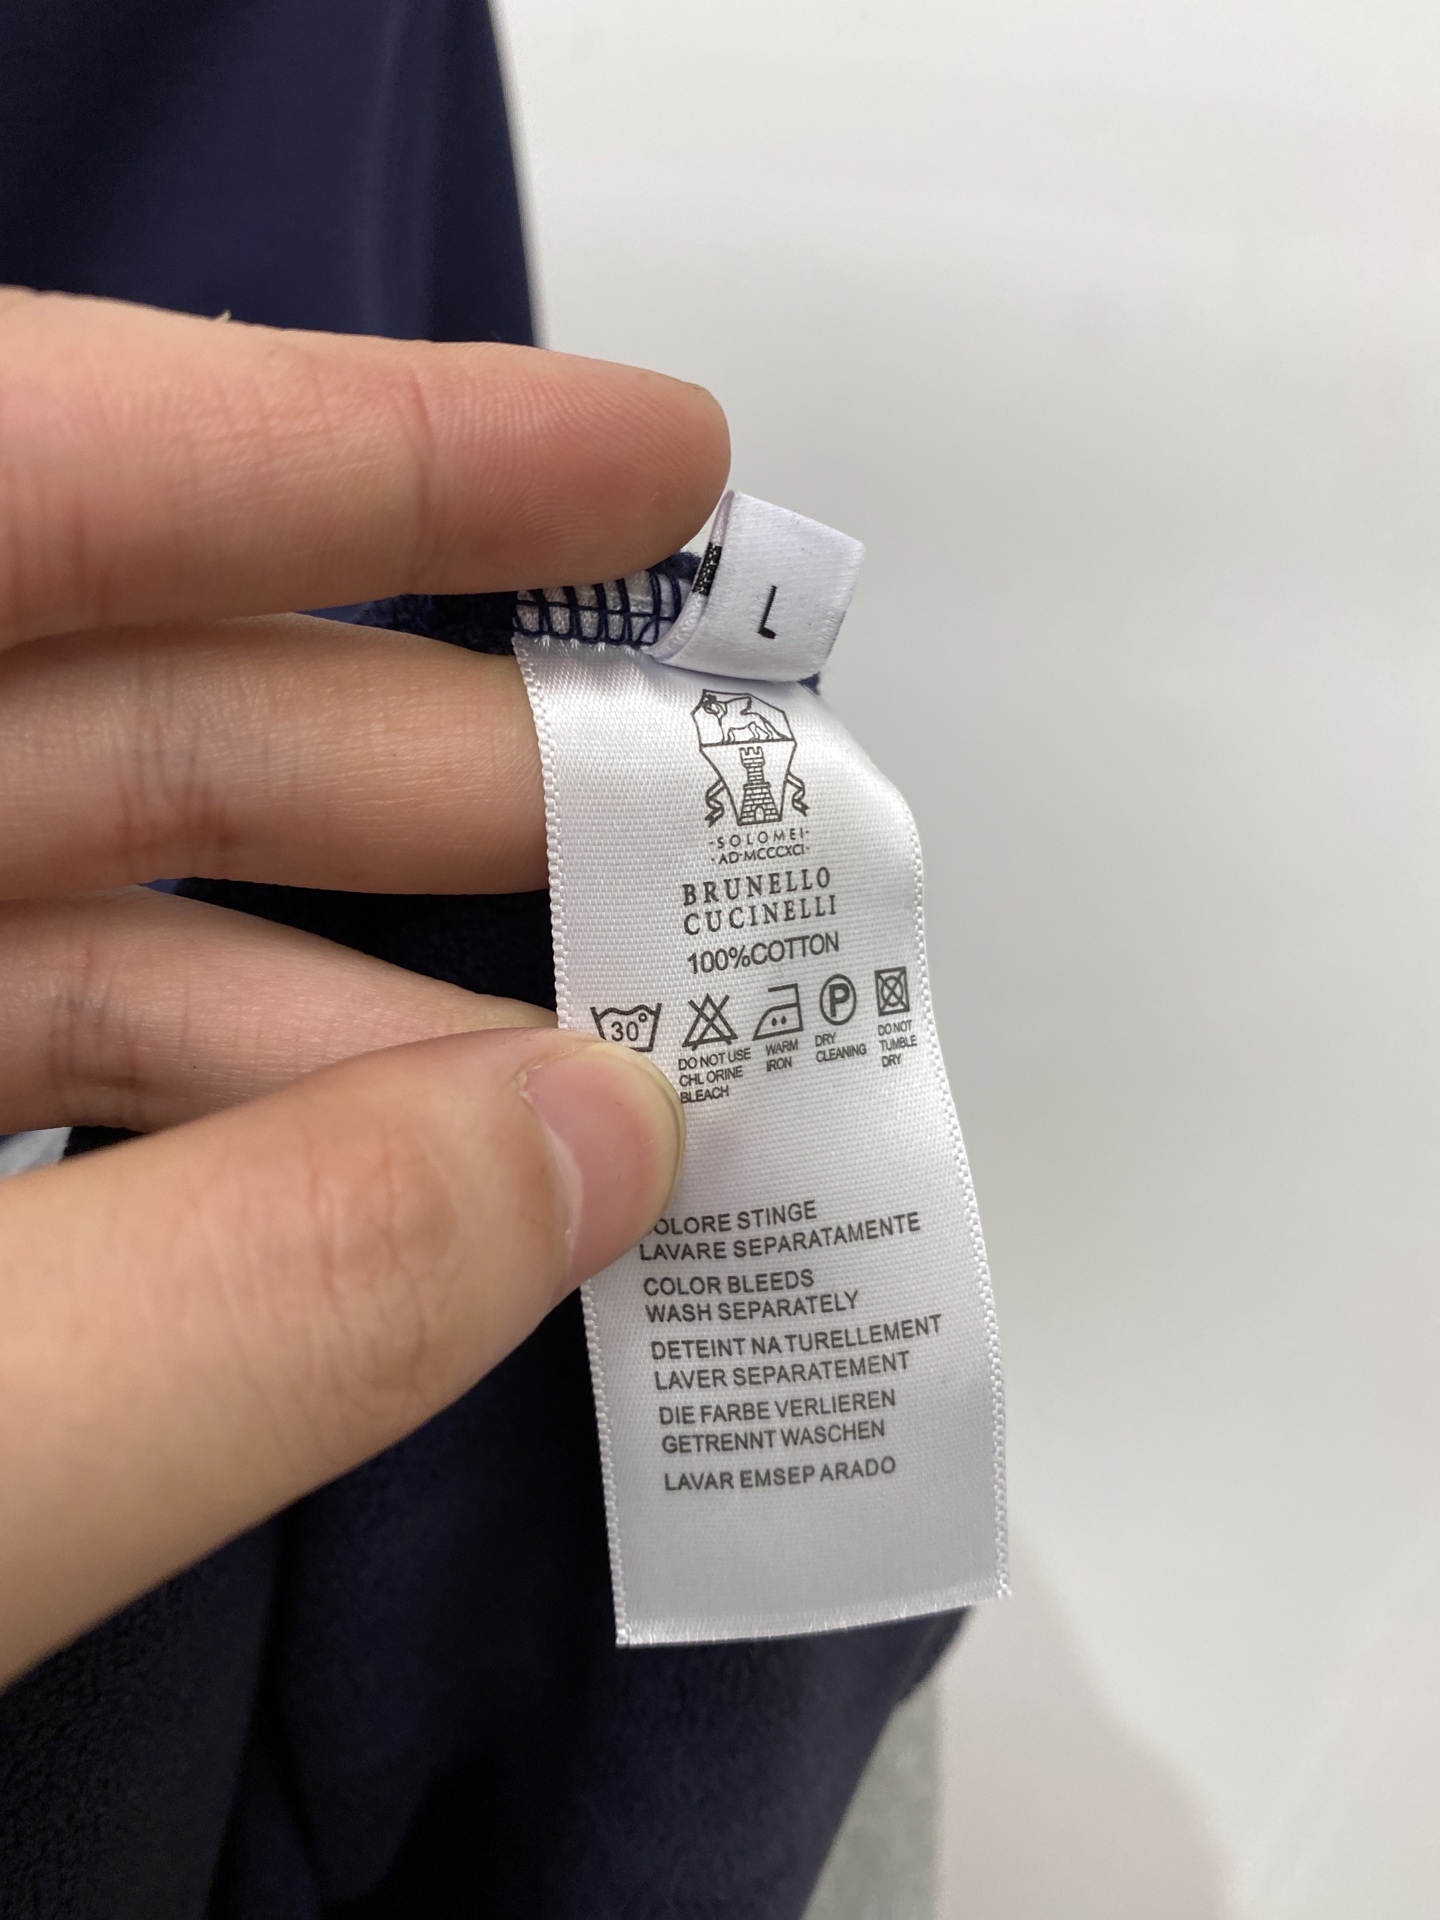 L
·SOLOMEI·
·AD·MCCCXCI·
BRUNELLO
CUCINELLI
100%COTTON
30°
P
DO NOT USE
CHL ORINE
BLEACH
WARM
IRON
DRY
CLEANING
DO NOT
TUMBLE
DRY
OLORE STINGE
LAVARE SEPARATAMENTE
COLOR BLEEDS
WASH SEPARATELY
DETEINT NA TURELLEMENT
LAVER SEPARATEMENT
DIE FARBE VERLIEREN
GETRENNT WASCHEN
LAVAR EMSEP ARADO